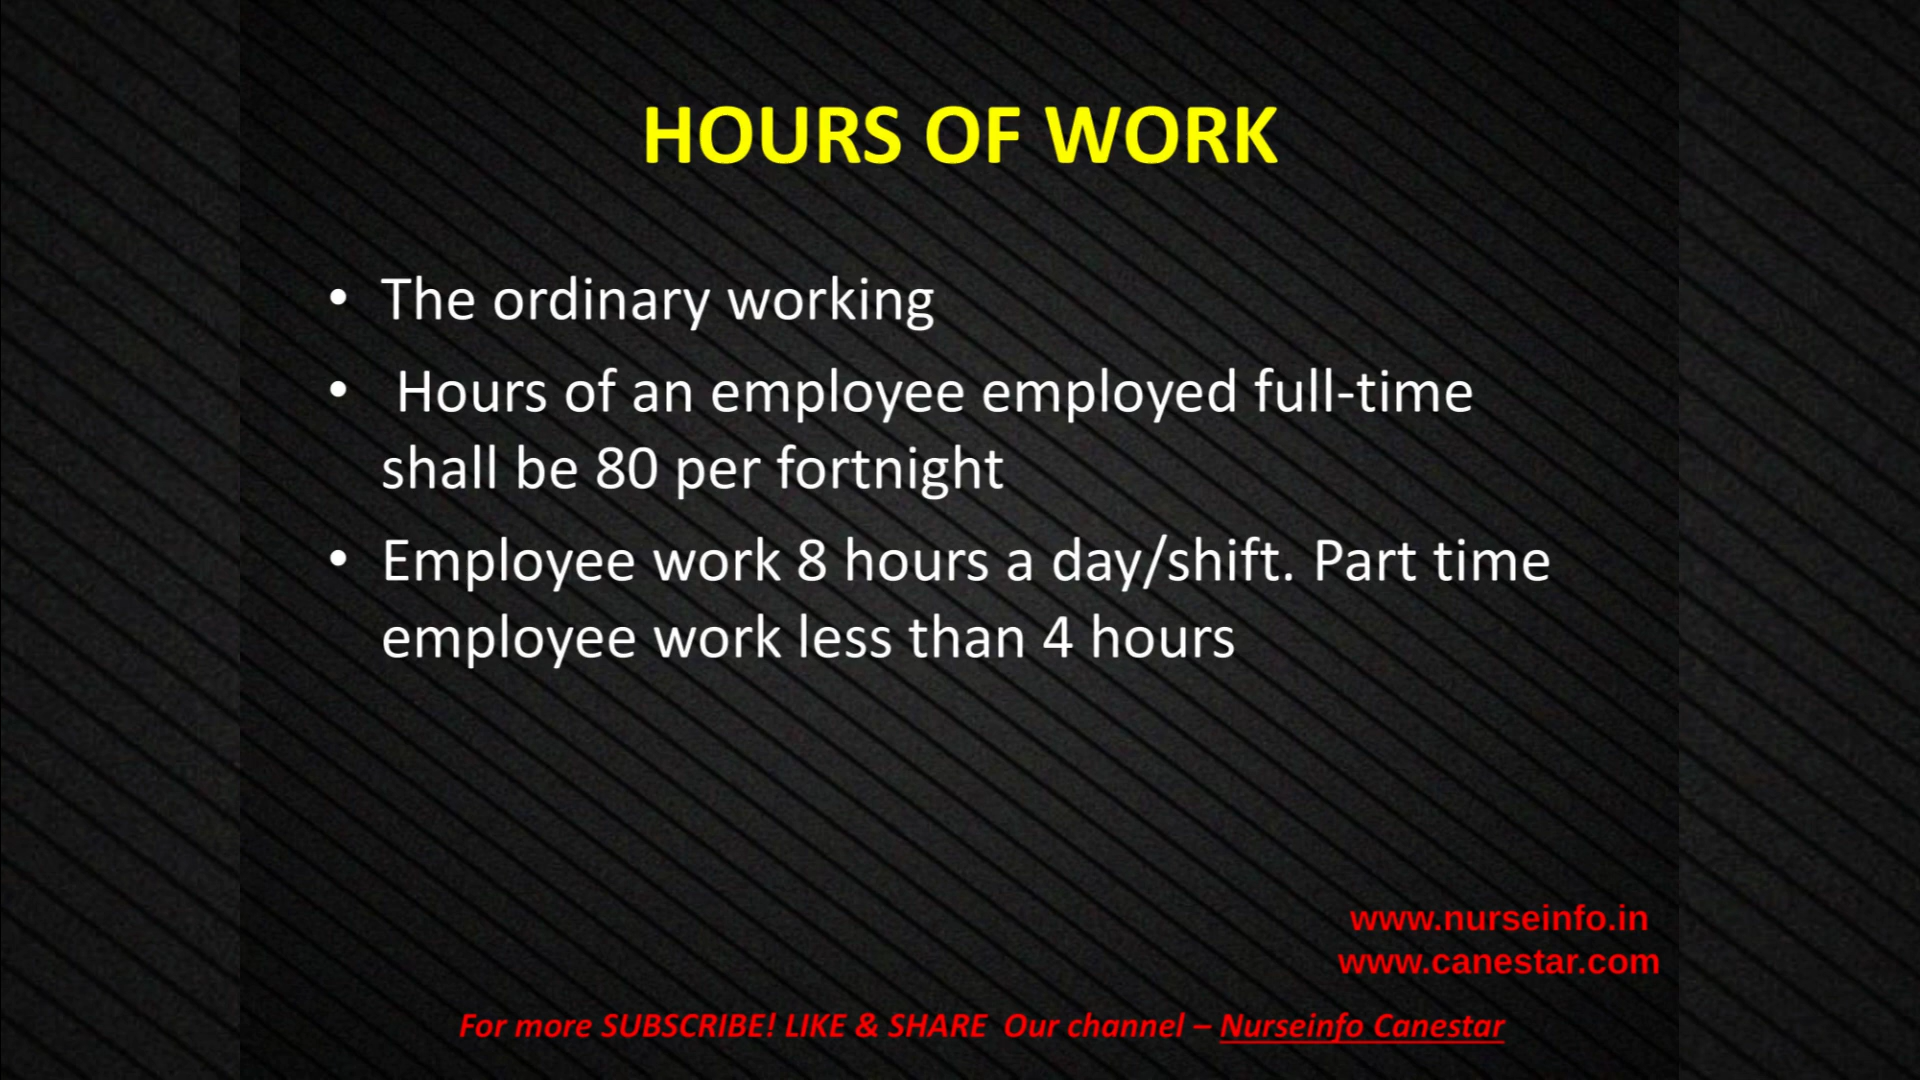 HOURS OF WORK
• The ordinary working
• Hours of an employee employed full-time
shall be 80 per fortnight
• Employee work 8 hours a day/shift. Part time
employee work less than 4 hours
www.nurseinfo.in
www.canestar.com
For more SUBSCRIBE! LIKE & SHARE Our channel – Nurseinfo Canestar